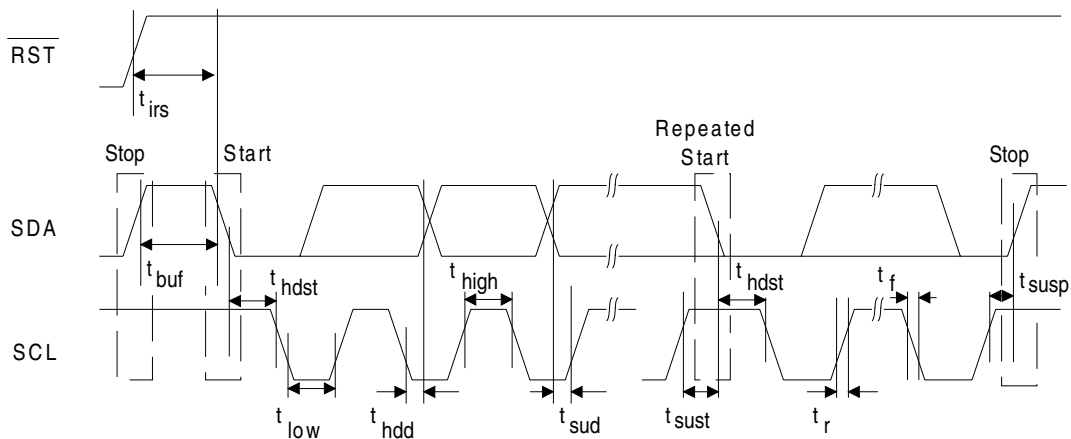 RST
t irs
Repeated
Stop Start Start Stop
SDA
t buf t hdst t high t hdst t f t susp
SCL
t low t hdd t sud t sust t r